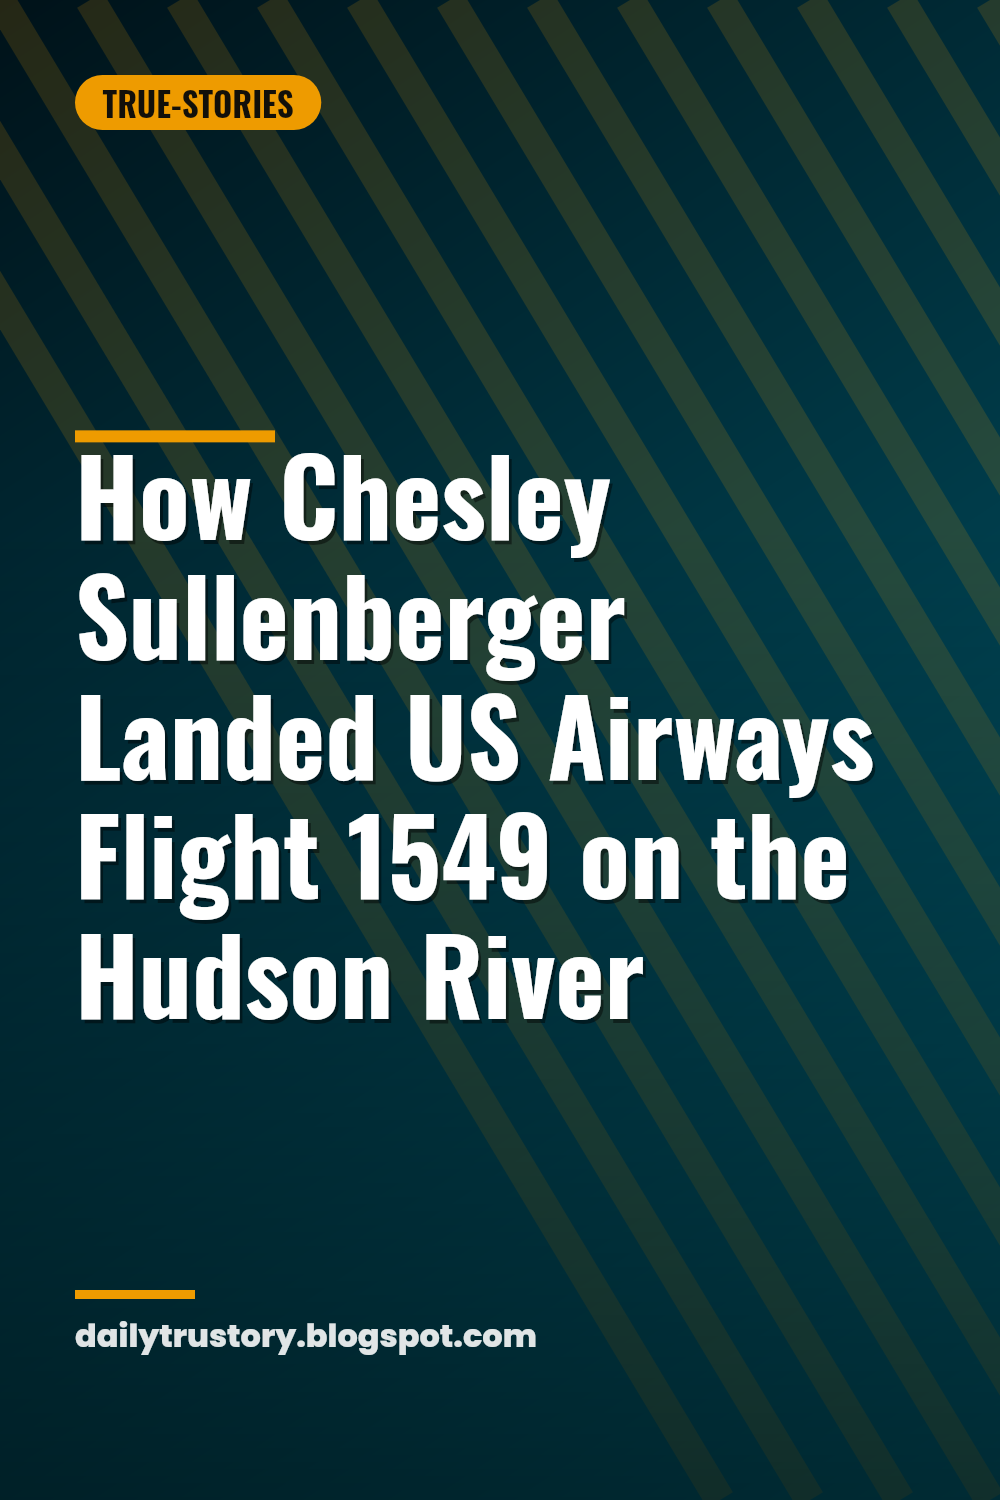 TRUE-STORIES
How Chesley
Sullenberger
Landed US Airways
Flight 1549 on the
Hudson River
dailytrustory.blogspot.com